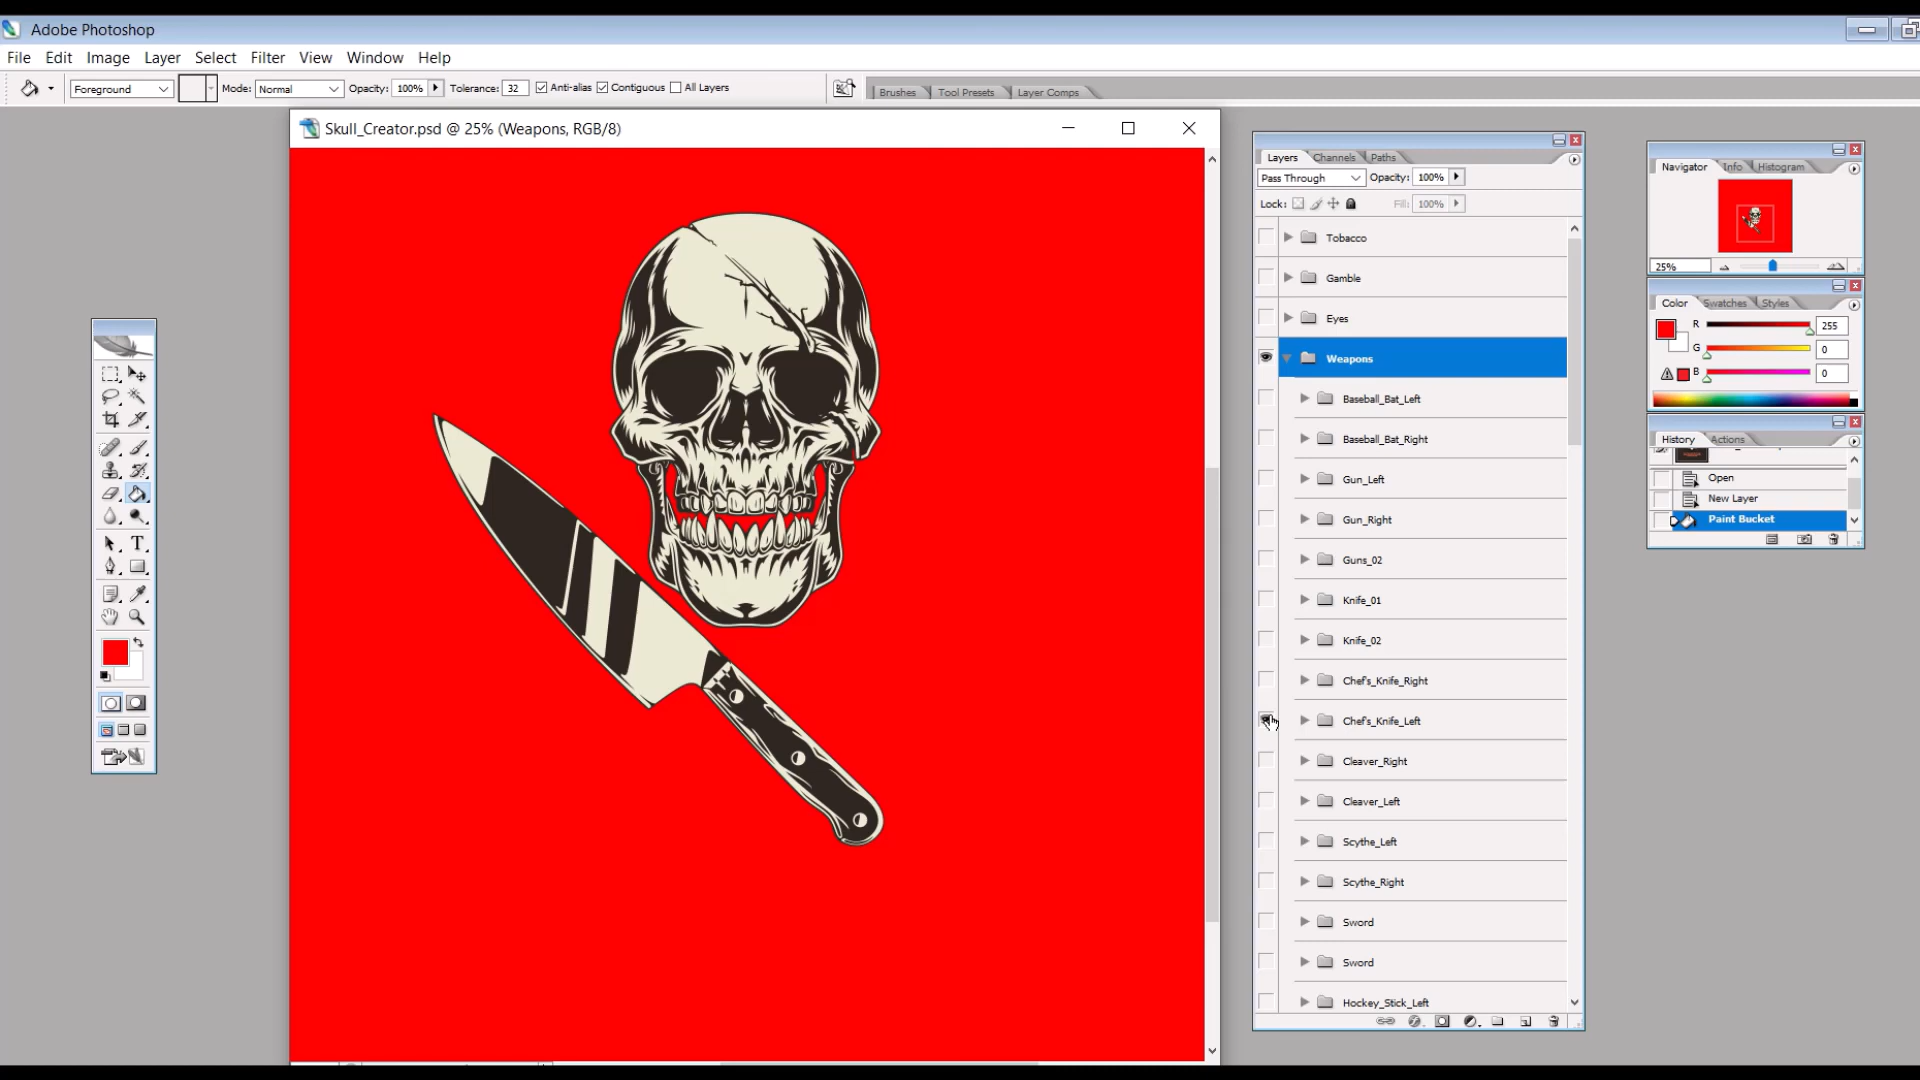 Adobe Photoshop
File Edit Image Layer Select Filter View Window Help
Foreground Mode: Normal Opacity: 100% Tolerance: 32 Anti-alias Contiguous All Layers
Brushes Tool Presets Layer Comps
Skull_Creator.psd @ 25% (Weapons, RGB/8)
Layers Channels Paths
Pass Through Opacity: 100%
Lock: Fill: 100%
Tobacco
Gamble
Eyes
Weapons
Baseball_Bat_Left
Baseball_Bat_Right
Gun_Left
Gun_Right
Guns_02
Knife_01
Knife_02
Chef's_Knife_Right
Chef's_Knife_Left
Cleaver_Right
Cleaver_Left
Scythe_Left
Scythe_Right
Sword
Sword
Hockey_Stick_Left
Navigator Info Histogram
25%
Color Swatches Styles
R 255
G 0
B 0
History Actions
Open
New Layer
Paint Bucket